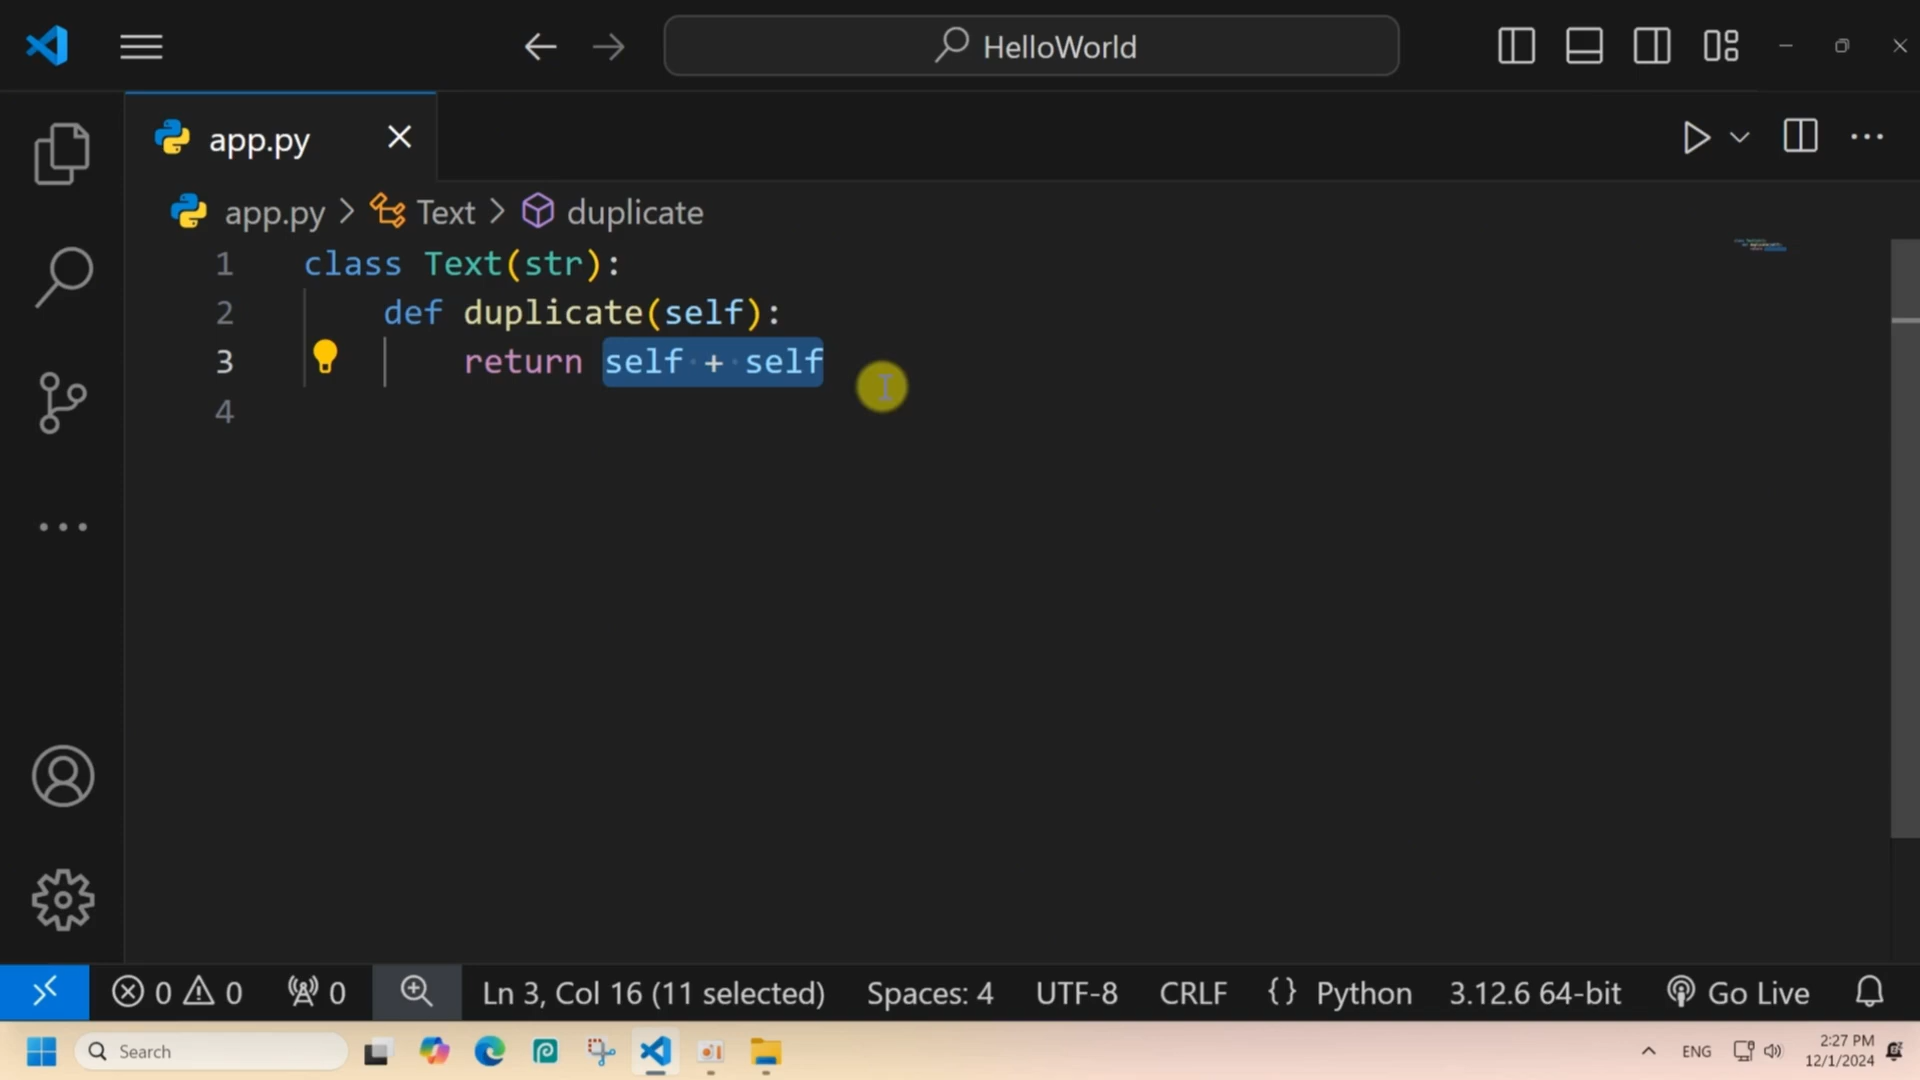 HelloWorld
app.py
app.py > Text > duplicate
1 class Text(str):
2 def duplicate(self):
3 return self + self
4
0 0 0 Ln 3, Col 16 (11 selected) Spaces: 4 UTF-8 CRLF {} Python 3.12.6 64-bit Go Live
Search ENG 2:27 PM
12/1/2024